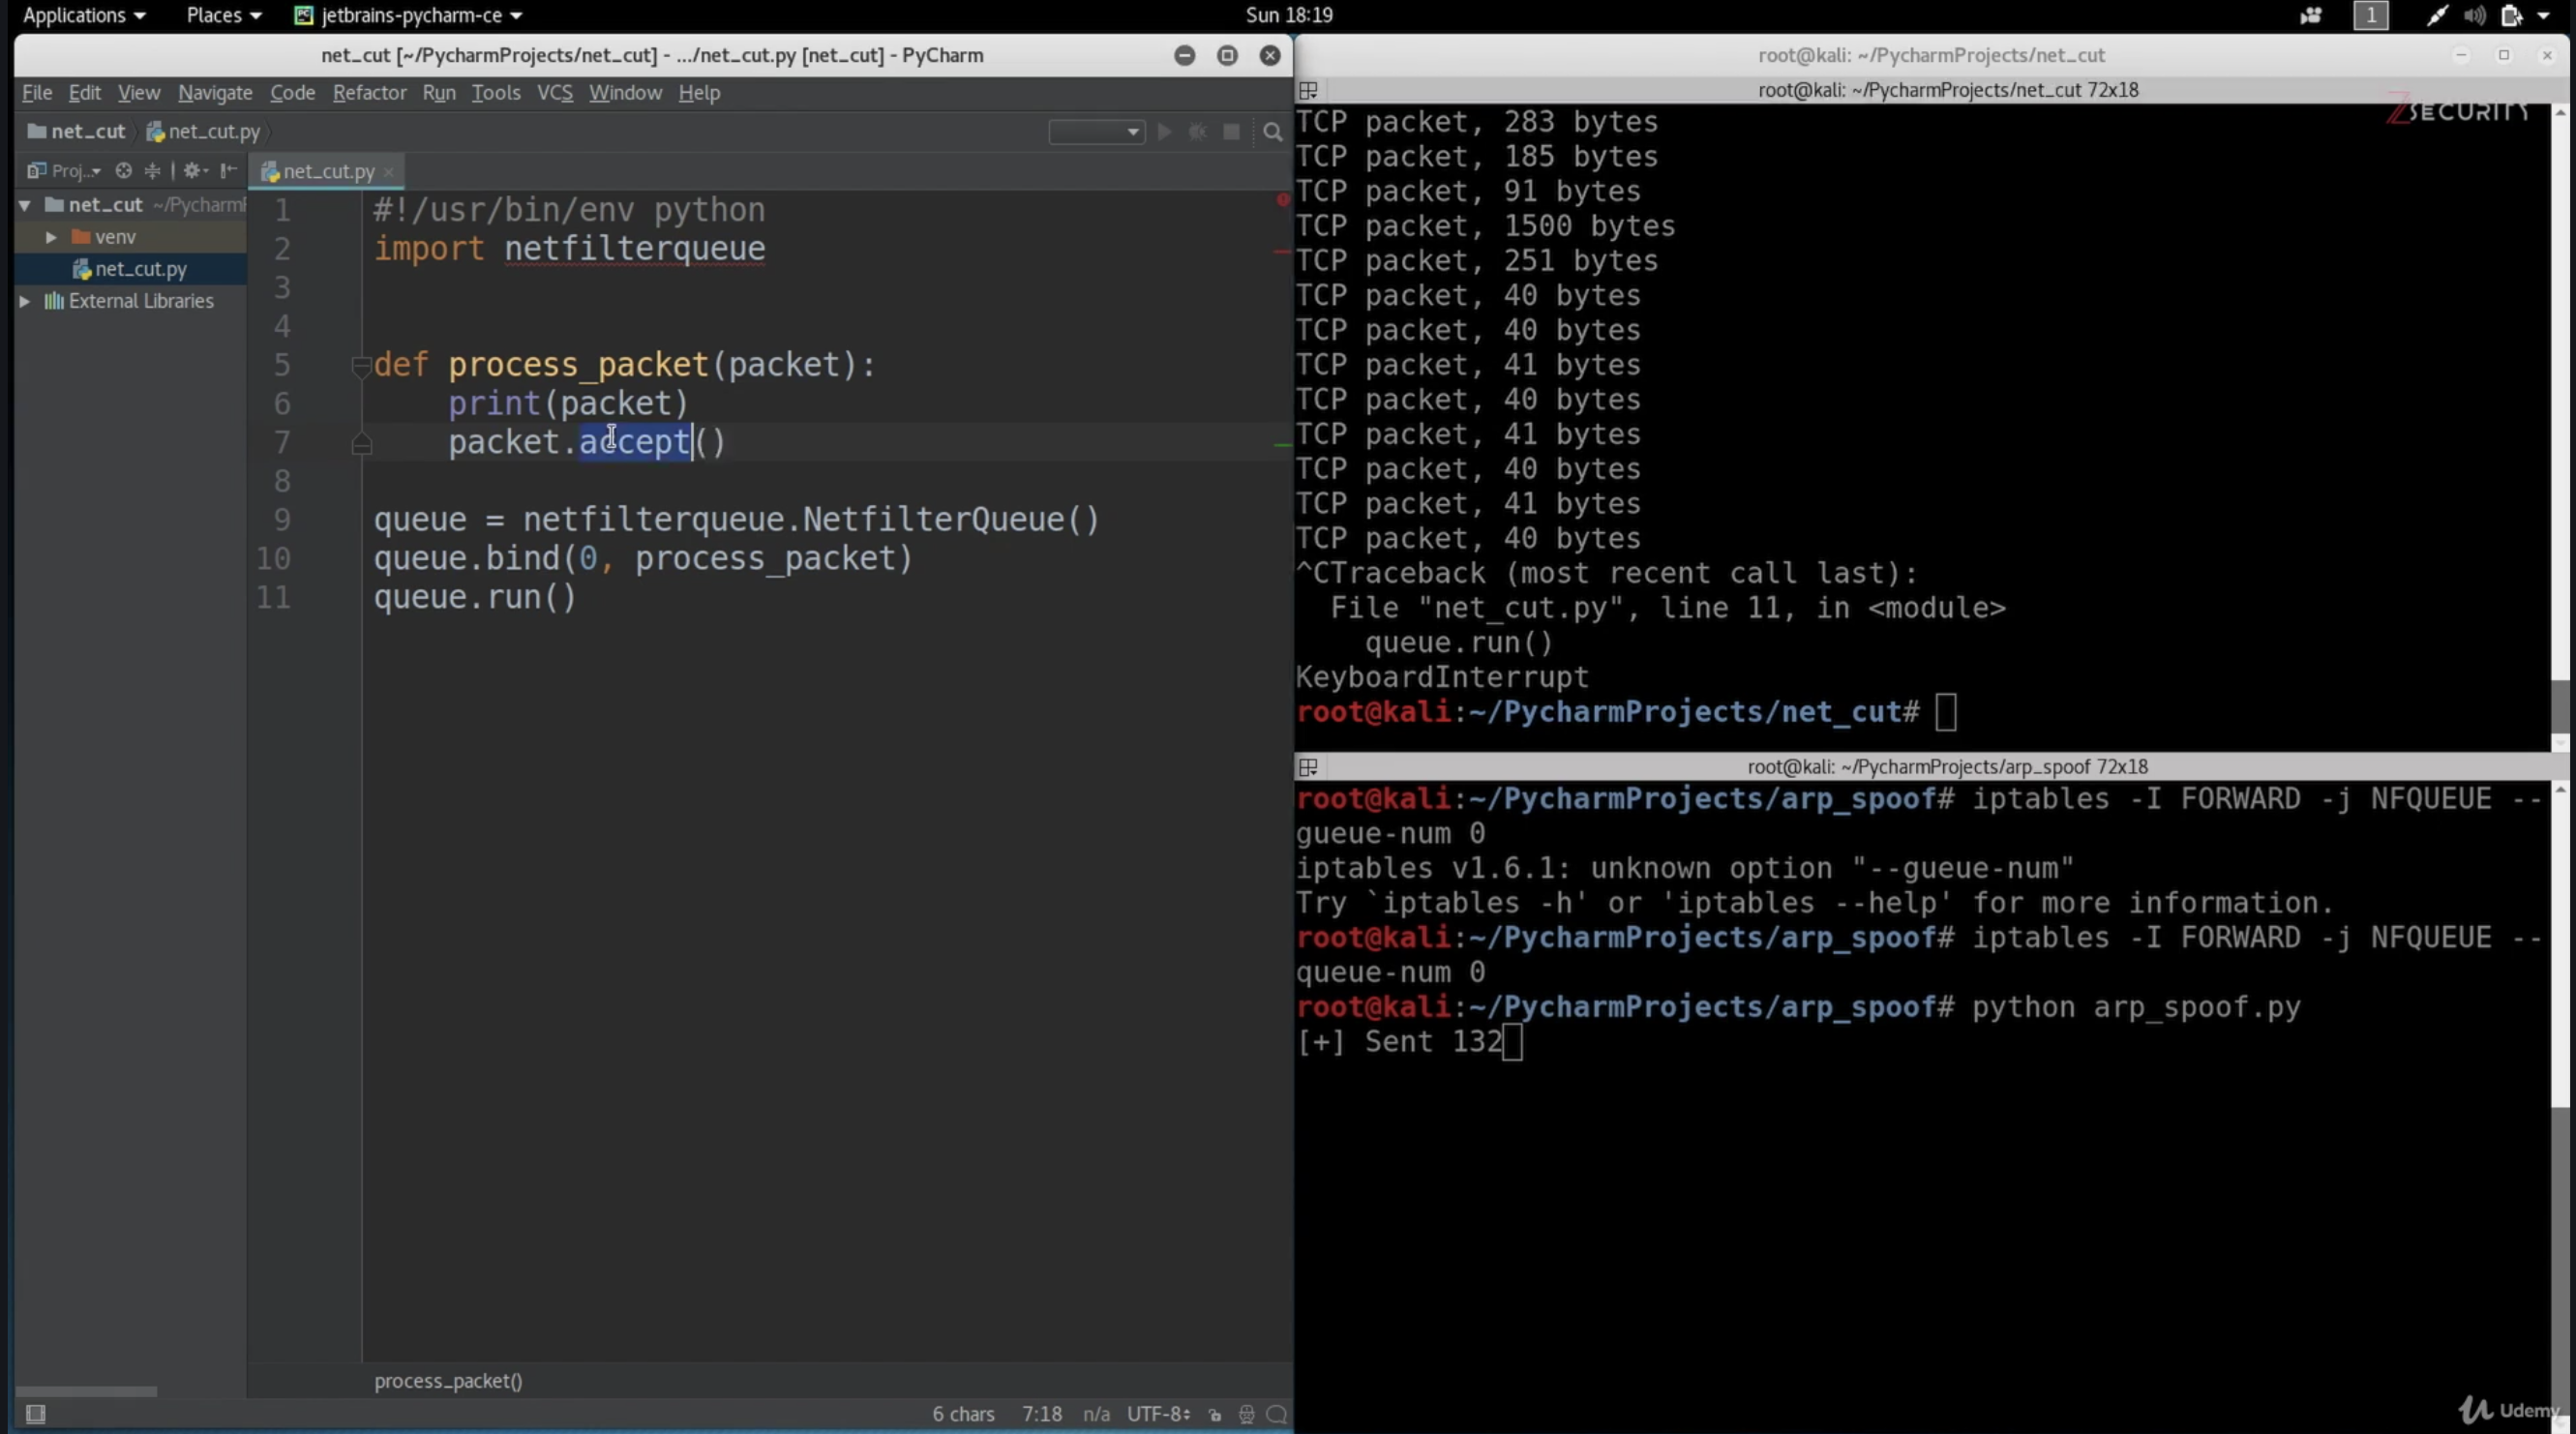 Applications Places jetbrains-pycharm-ce Sun 18:19 1
net_cut [~/PycharmProjects/net_cut] - .../net_cut.py [net_cut] - PyCharm
File Edit View Navigate Code Refactor Run Tools VCS Window Help
net_cut net_cut.py
Proj... net_cut.py
net_cut ~/Pycharm
venv
net_cut.py
External Libraries
1 #!/usr/bin/env python
2 import netfilterqueue
3
4
5 def process_packet(packet):
6 print(packet)
7 packet.accept()
8
9 queue = netfilterqueue.NetfilterQueue()
10 queue.bind(0, process_packet)
11 queue.run()
process_packet()
6 chars 7:18 n/a UTF-8
root@kali: ~/PycharmProjects/net_cut
root@kali: ~/PycharmProjects/net_cut 72x18
ZSECURITY
TCP packet, 283 bytes
TCP packet, 185 bytes
TCP packet, 91 bytes
TCP packet, 1500 bytes
TCP packet, 251 bytes
TCP packet, 40 bytes
TCP packet, 40 bytes
TCP packet, 41 bytes
TCP packet, 40 bytes
TCP packet, 41 bytes
TCP packet, 40 bytes
TCP packet, 41 bytes
TCP packet, 40 bytes
^CTraceback (most recent call last):
File "net_cut.py", line 11, in <module>
queue.run()
KeyboardInterrupt
root@kali:~/PycharmProjects/net_cut#
root@kali: ~/PycharmProjects/arp_spoof 72x18
root@kali:~/PycharmProjects/arp_spoof# iptables -I FORWARD -j NFQUEUE --
gueue-num 0
iptables v1.6.1: unknown option "--gueue-num"
Try `iptables -h' or 'iptables --help' for more information.
root@kali:~/PycharmProjects/arp_spoof# iptables -I FORWARD -j NFQUEUE --
queue-num 0
root@kali:~/PycharmProjects/arp_spoof# python arp_spoof.py
[+] Sent 132
Udemy